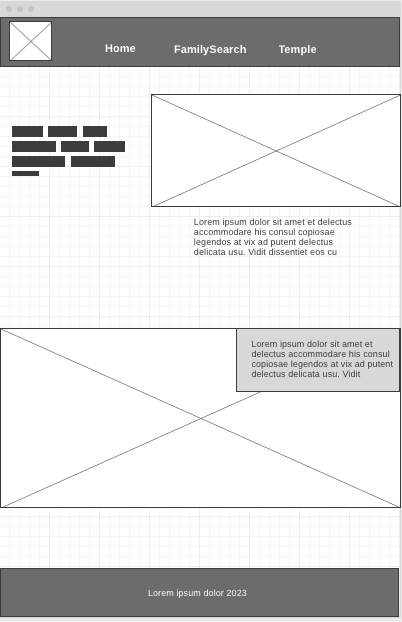 Home FamilySearch Temple
Lorem ipsum dolor sit amet et delectus
accommodare his consul copiosae
legendos at vix ad putent delectus
delicata usu. Vidit dissentiet eos cu
Lorem ipsum dolor sit amet et
delectus accommodare his consul
copiosae legendos at vix ad putent
delectus delicata usu. Vidit
Lorem ipsum dolor 2023